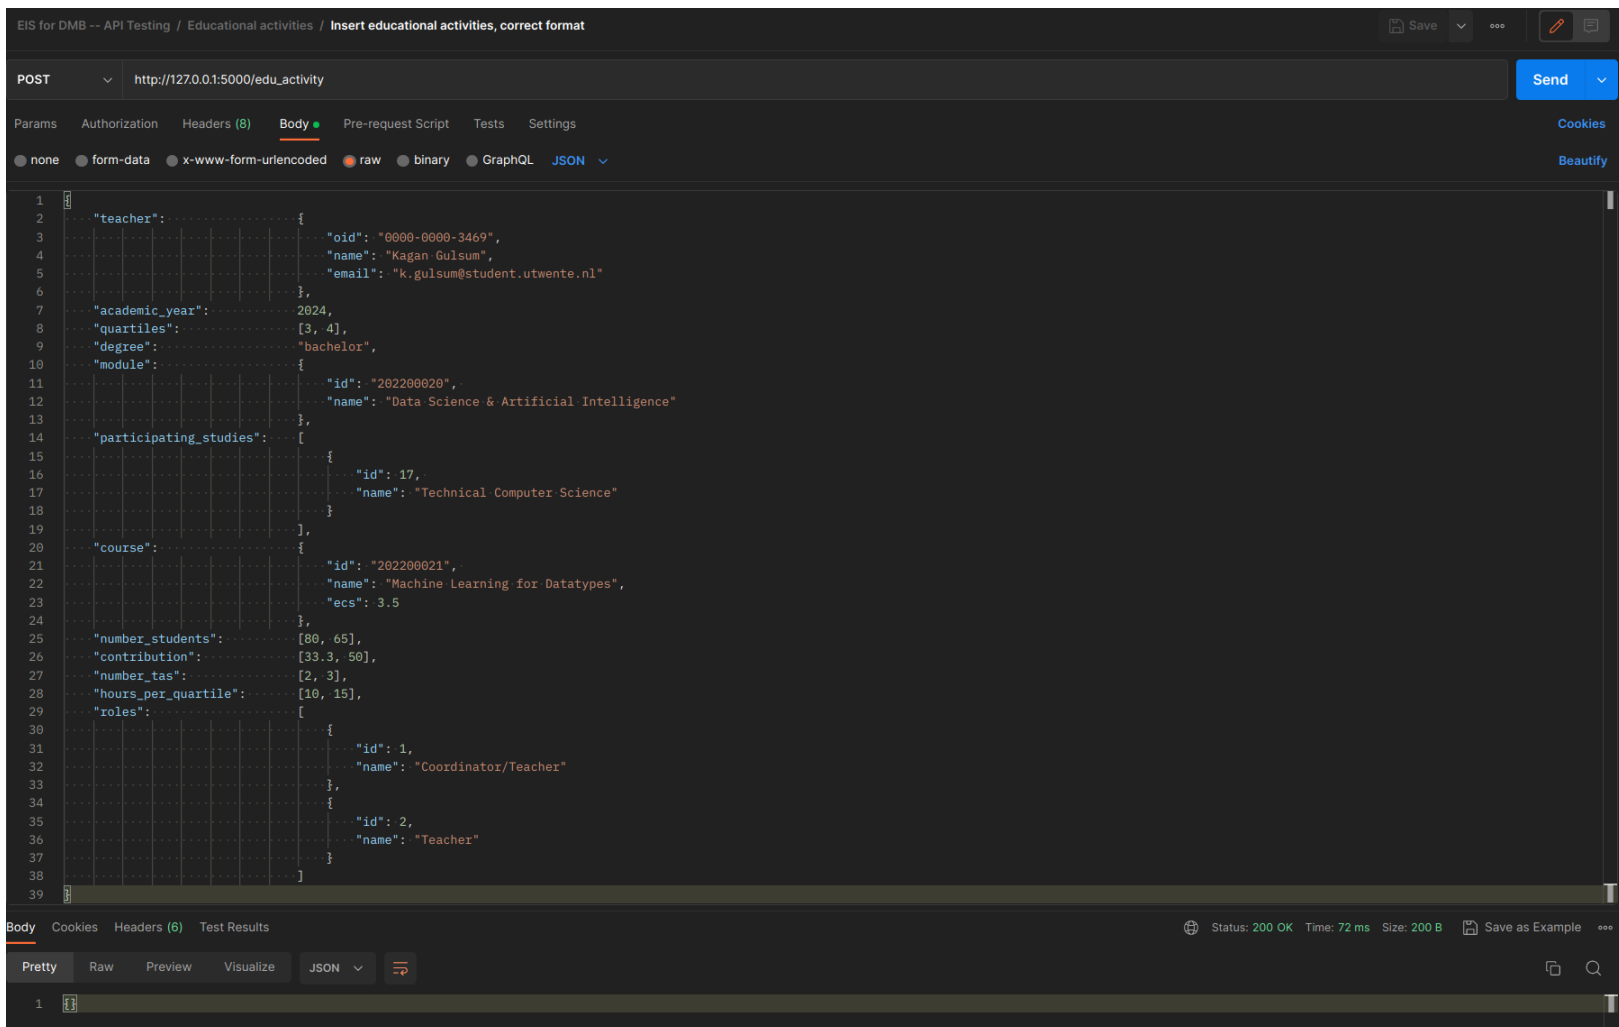 EIS for DMB -- API Testing / Educational activities / Insert educational activities, correct format
Save
POST http://127.0.0.1:5000/edu_activity Send
Params Authorization Headers (8) Body Pre-request Script Tests Settings Cookies
none form-data x-www-form-urlencoded raw binary GraphQL JSON Beautify
1 {
2 "teacher": {
3 "oid": "0000-0000-3469",
4 "name": "Kagan Gulsum",
5 "email": "k.gulsum@student.utwente.nl"
6 },
7 "academic_year": 2024,
8 "quartiles": [3, 4],
9 "degree": "bachelor",
10 "module": {
11 "id": "202200020",
12 "name": "Data Science & Artificial Intelligence"
13 },
14 "participating_studies": [
15 {
16 "id": 17,
17 "name": "Technical Computer Science"
18 }
19 ],
20 "course": {
21 "id": "202200021",
22 "name": "Machine Learning for Datatypes",
23 "ecs": 3.5
24 },
25 "number_students": [80, 65],
26 "contribution": [33.3, 50],
27 "number_tas": [2, 3],
28 "hours_per_quartile": [10, 15],
29 "roles": [
30 {
31 "id": 1,
32 "name": "Coordinator/Teacher"
33 },
34 {
35 "id": 2,
36 "name": "Teacher"
37 }
38 ]
39 }
Body Cookies Headers (6) Test Results Status: 200 OK Time: 72 ms Size: 200 B Save as Example
Pretty Raw Preview Visualize JSON
1 {}